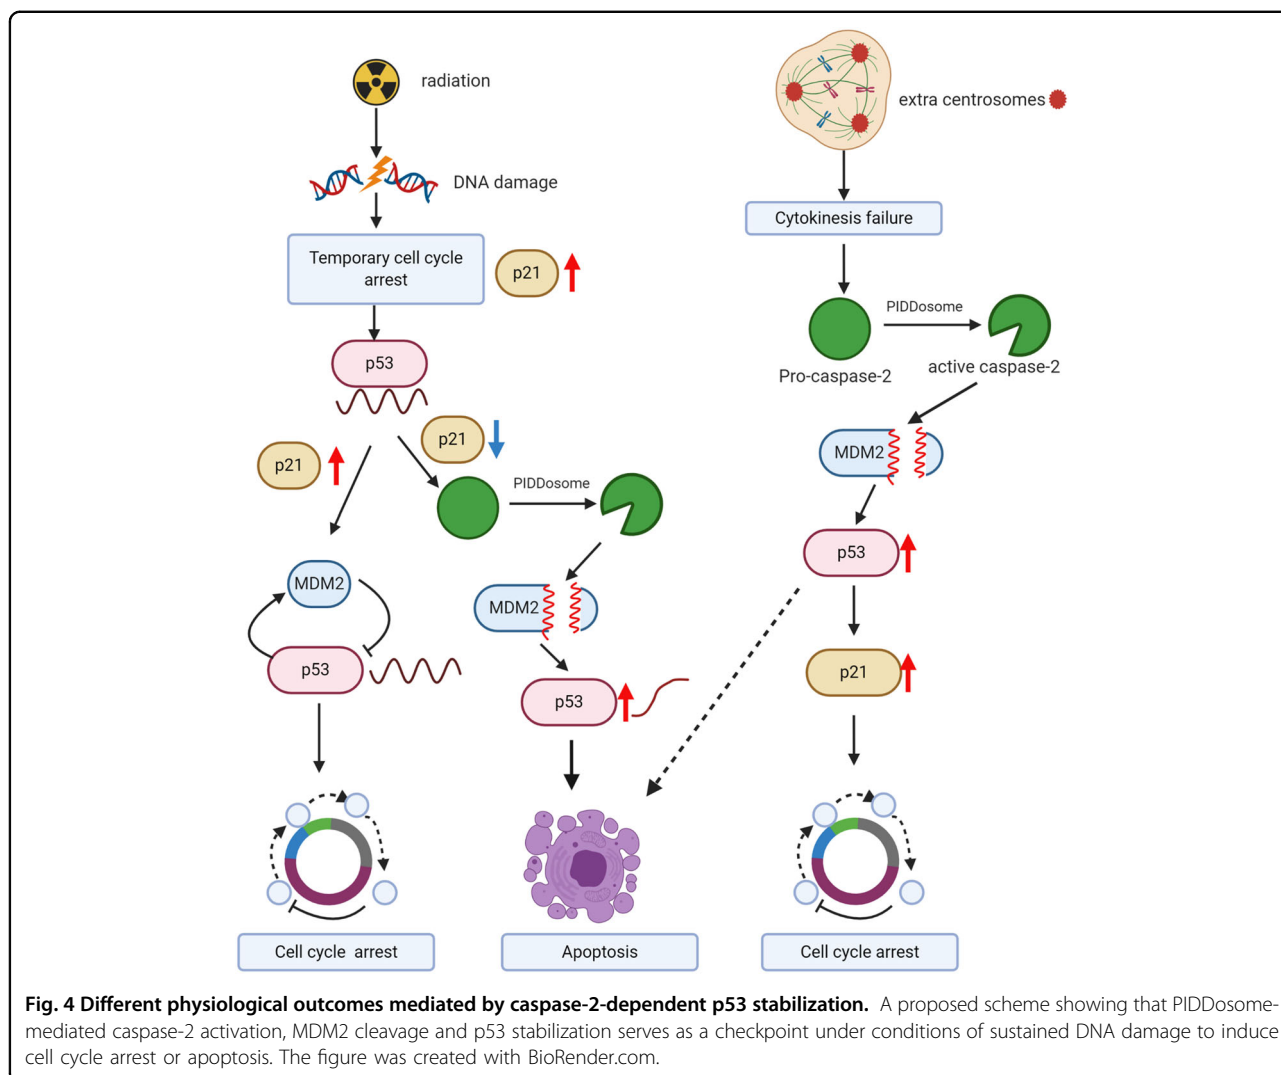 radiation
DNA damage
Temporary cell cycle
arrest
p21
p53
p21
p21
PIDDosome
MDM2
p53
MDM2
p53
Cell cycle arrest
Apoptosis
extra centrosomes
Cytokinesis failure
PIDDosome
Pro-caspase-2
active caspase-2
MDM2
p53
p21
Cell cycle arrest
Fig. 4 Different physiological outcomes mediated by caspase-2-dependent p53 stabilization. A proposed scheme showing that PIDDosome-
mediated caspase-2 activation, MDM2 cleavage and p53 stabilization serves as a checkpoint under conditions of sustained DNA damage to induce
cell cycle arrest or apoptosis. The figure was created with BioRender.com.